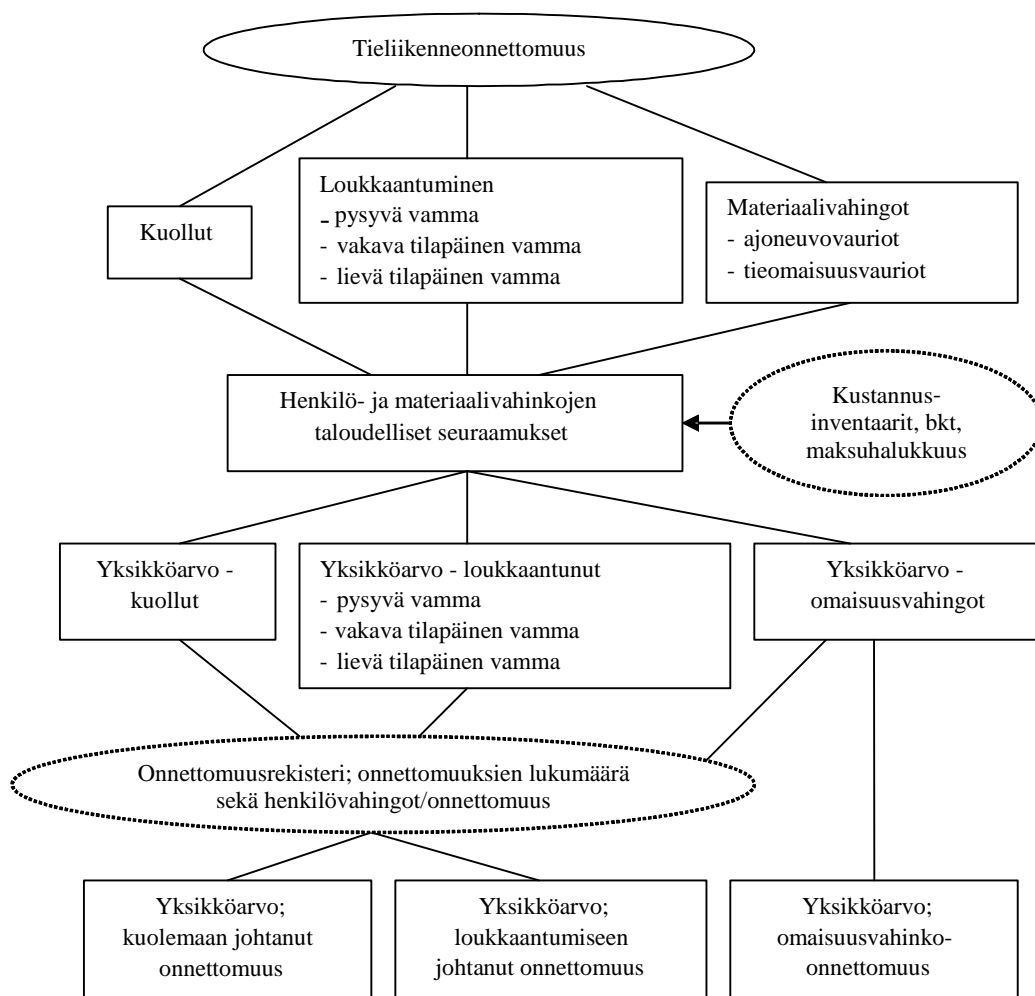 Tieliikenneonnettomuus
Kuollut
Loukkaantuminen
- pysyvä vamma
- vakava tilapäinen vamma
- lievä tilapäinen vamma
Materiaalivahingot
- ajoneuvovauriot
- tieomaisuusvauriot
Henkilö- ja materiaalivahinkojen
taloudelliset seuraamukset
Kustannus-
inventaarit, bkt,
maksuhalukkuus
Yksikköarvo -
kuollut
Yksikköarvo - loukkaantunut
- pysyvä vamma
- vakava tilapäinen vamma
- lievä tilapäinen vamma
Yksikköarvo -
omaisuusvahingot
Onnettomuusrekisteri; onnettomuuksien lukumäärä
sekä henkilövahingot/onnettomuus
Yksikköarvo;
kuolemaan johtanut
onnettomuus
Yksikköarvo;
loukkaantumiseen
johtanut onnettomuus
Yksikköarvo;
omaisuusvahinko-
onnettomuus